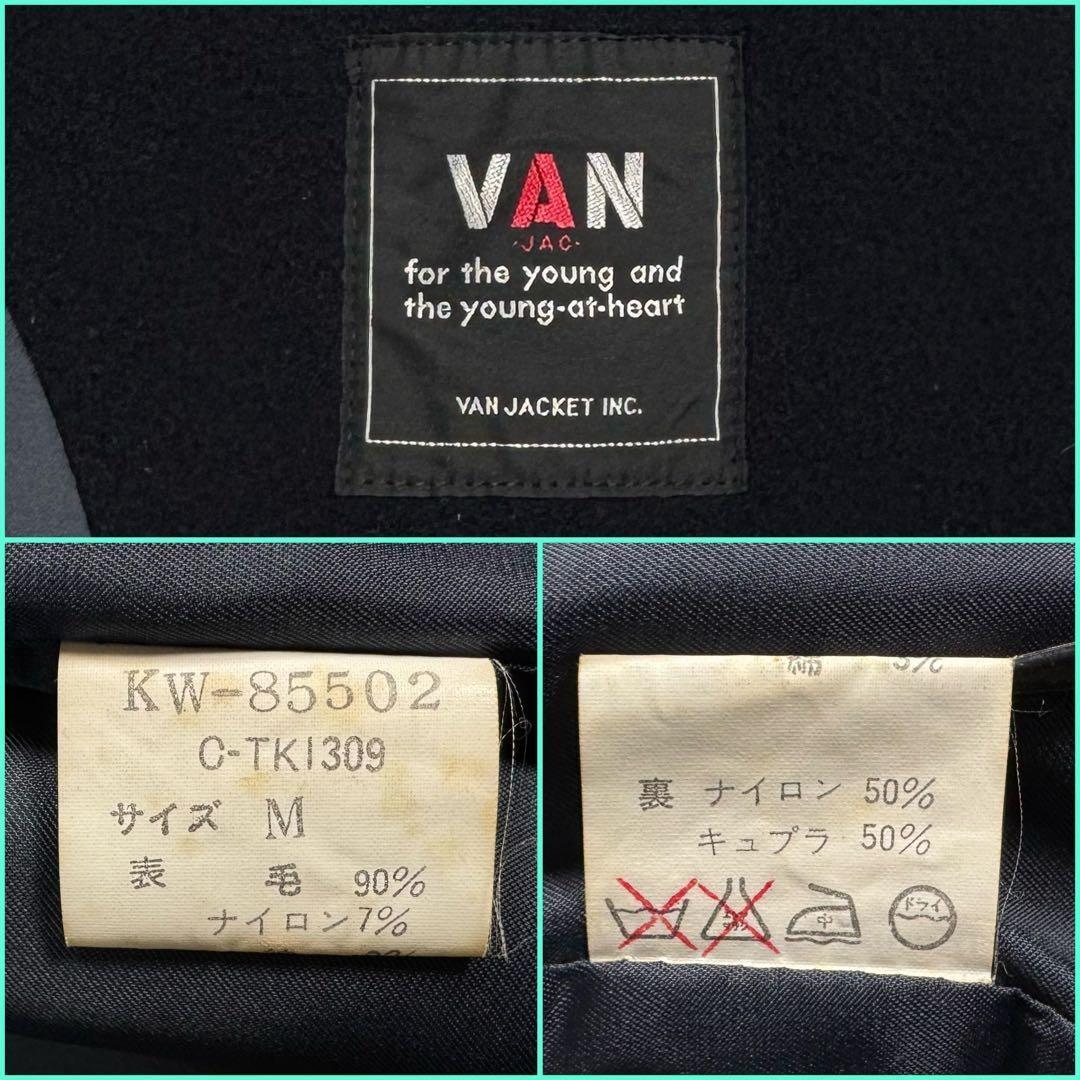 VAN
·JAC·
for the young and
the young-at-heart
VAN JACKET INC.
KW-85502
C-TK1309
サイズ M
表 毛 90%
ナイロン 7%
綿 3%
裏 ナイロン 50%
キュプラ 50%
中
ドライ